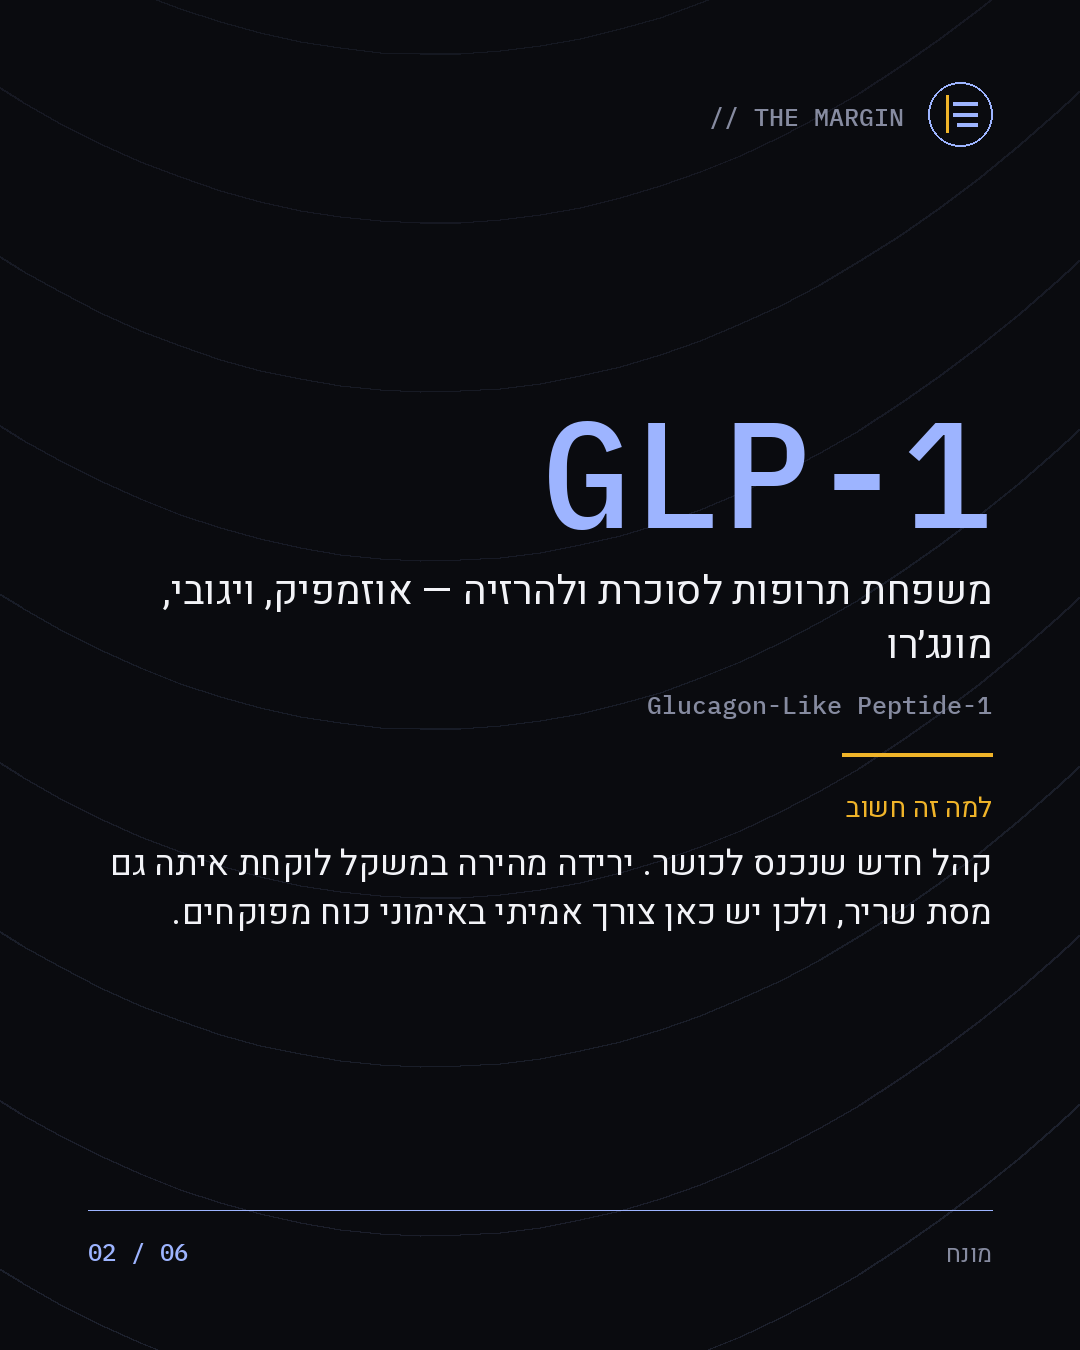 // THE MARGIN
GLP-1
משפחת תרופות לסוכרת ולהרזיה — אוזמפיק, ויגובי,
מונג׳רו
Glucagon-Like Peptide-1
למה זה חשוב
קהל חדש שנכנס לכושר. ירידה מהירה במשקל לוקחת איתה גם
מסת שריר, ולכן יש כאן צורך אמיתי באימוני כוח מפוקחים.
מונח
02 / 06